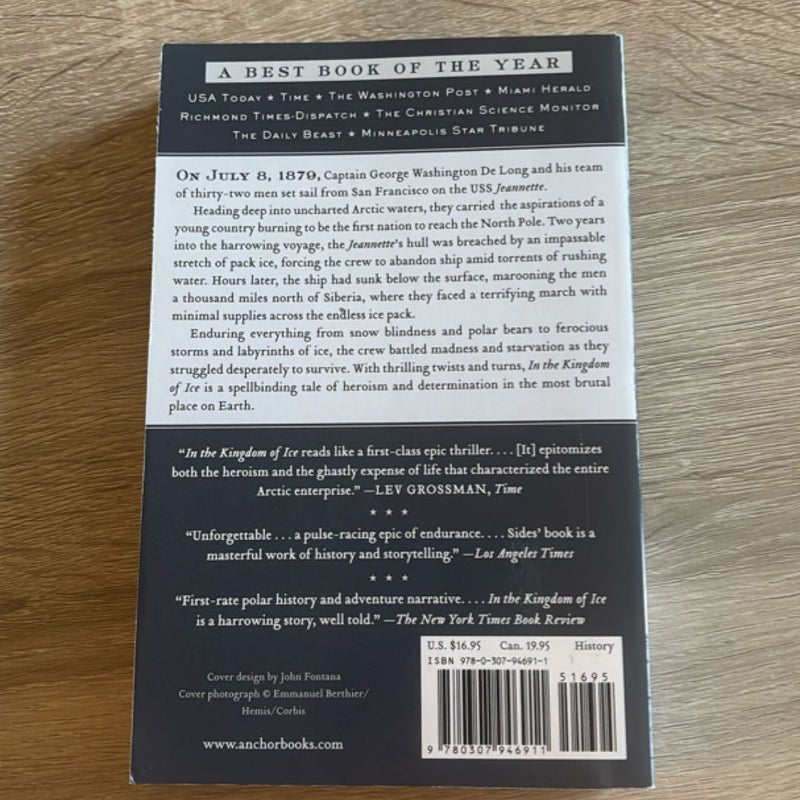 A BEST BOOK OF THE YEAR
USA TODAY ★ TIME ★ THE WASHINGTON POST ★ MIAMI HERALD
RICHMOND TIMES-DISPATCH ★ THE CHRISTIAN SCIENCE MONITOR
THE DAILY BEAST ★ MINNEAPOLIS STAR TRIBUNE
ON JULY 8, 1879, Captain George Washington De Long and his team
of thirty-two men set sail from San Francisco on the USS Jeannette.
Heading deep into uncharted Arctic waters, they carried the aspirations of a
young country burning to be the first nation to reach the North Pole. Two years
into the harrowing voyage, the Jeannette's hull was breached by an impassable
stretch of pack ice, forcing the crew to abandon ship amid torrents of rushing
water. Hours later, the ship had sunk below the surface, marooning the men
a thousand miles north of Siberia, where they faced a terrifying march with
minimal supplies across the endless ice pack.
Enduring everything from snow blindness and polar bears to ferocious
storms and labyrinths of ice, the crew battled madness and starvation as they
struggled desperately to survive. With thrilling twists and turns, In the Kingdom
of Ice is a spellbinding tale of heroism and determination in the most brutal
place on Earth.
“In the Kingdom of Ice reads like a first-class epic thriller. . . . [It] epitomizes
both the heroism and the ghastly expense of life that characterized the entire
Arctic enterprise.” —LEV GROSSMAN, Time
★ ★ ★
“Unforgettable . . . a pulse-racing epic of endurance. . . . Sides’ book is a
masterful work of history and storytelling.” —Los Angeles Times
★ ★ ★
“First-rate polar history and adventure narrative. . . . In the Kingdom of Ice
is a harrowing story, well told.” —The New York Times Book Review
U.S. $16.95 Can. 19.95 History
ISBN 978-0-307-94691-1
51695
9 780307 946911
Cover design by John Fontana
Cover photograph © Emmanuel Berthier/
Hemis/Corbis
www.anchorbooks.com